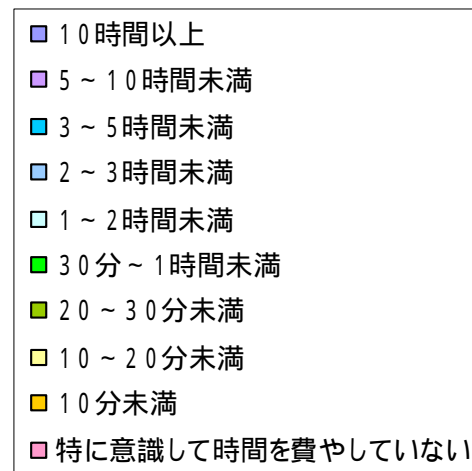 10時間以上
5~10時間未満
3~5時間未満
2~3時間未満
1~2時間未満
30分~1時間未満
20~30分未満
10~20分未満
10分未満
特に意識して時間を費やしていない